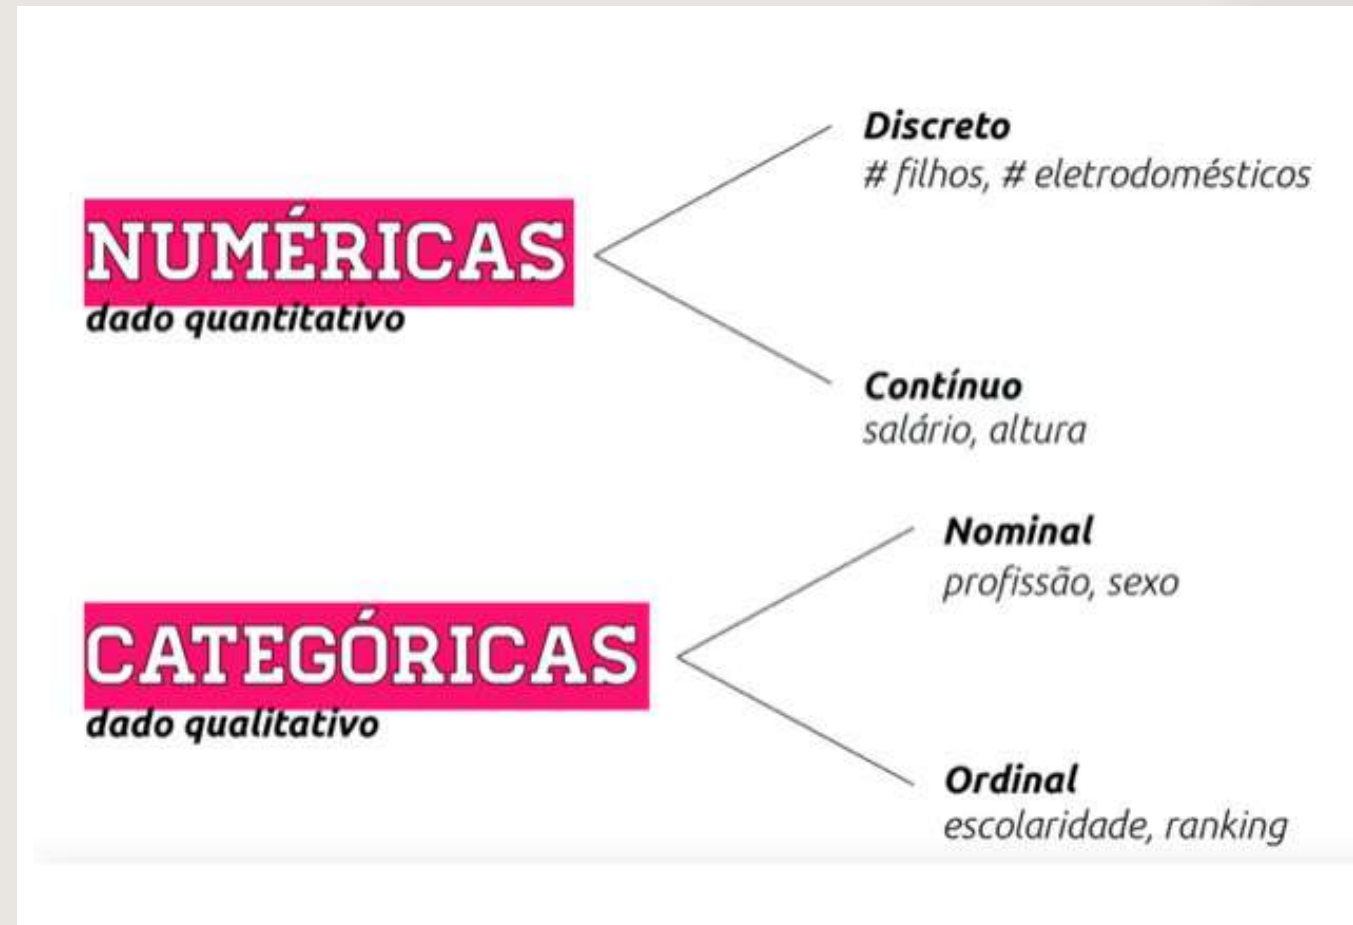 NUMÉRICAS
dado quantitativo
Discreto
# filhos, # eletrodomésticos
Contínuo
salário, altura
CATEGÓRICAS
dado qualitativo
Nominal
profissão, sexo
Ordinal
escolaridade, ranking